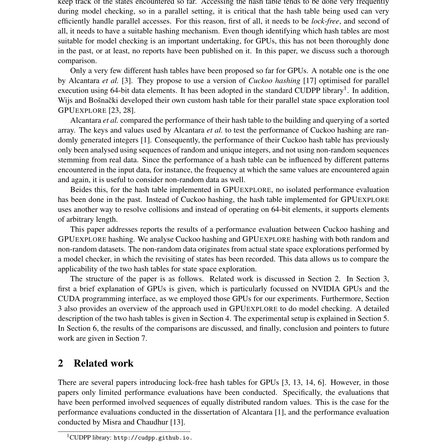 keep track of the states encountered so far. Accessing the hash table tends to be done very frequently
during model checking, so in a parallel setting, it is critical that the hash table being used can very
efficiently handle parallel accesses. For this reason, first of all, it needs to be lock-free, and second of
all, it needs to have a suitable hashing mechanism. Even though identifying which hash tables are most
suitable for model checking is an important undertaking, for GPUs, this has not been thoroughly done
in the past, or at least, no reports have been published on it. In this paper, we discuss such a thorough
comparison.
Only a very few different hash tables have been proposed so far for GPUs. A notable one is the one
by Alcantara et al. [3]. They propose to use a version of Cuckoo hashing [17] optimised for parallel
execution using 64-bit data elements. It has been adopted in the standard CUDPP library1. In addition,
Wijs and Bošnački developed their own custom hash table for their parallel state space exploration tool
GPUEXPLORE [23, 28].
Alcantara et al. compared the performance of their hash table to the building and querying of a sorted
array. The keys and values used by Alcantara et al. to test the performance of Cuckoo hashing are ran-
domly generated integers [1]. Consequently, the performance of their Cuckoo hash table has previously
only been analysed using sequences of random and unique integers, and not using non-random sequences
stemming from real data. Since the performance of a hash table can be influenced by different patterns
encountered in the input data, for instance, the frequency at which the same values are encountered again
and again, it is useful to consider non-random data as well.
Besides this, for the hash table implemented in GPUEXPLORE, no isolated performance evaluation
has been done in the past. Instead of Cuckoo hashing, the hash table implemented for GPUEXPLORE
uses another way to resolve collisions and instead of operating on 64-bit elements, it supports elements
of arbitrary length.
This paper addresses reports the results of a performance evaluation between Cuckoo hashing and
GPUEXPLORE hashing. We analyse Cuckoo hashing and GPUEXPLORE hashing with both random and
non-random datasets. The non-random data originates from actual state space explorations performed by
a model checker, in which the revisiting of states has been recorded. This data allows us to compare the
applicability of the two hash tables for state space exploration.
The structure of the paper is as follows. Related work is discussed in Section 2. In Section 3,
first a brief explanation of GPUs is given, which is particularly focussed on NVIDIA GPUs and the
CUDA programming interface, as we employed those GPUs for our experiments. Furthermore, Section
3 also provides an overview of the approach used in GPUEXPLORE to do model checking. A detailed
description of the two hash tables is given in Section 4. The experimental setup is explained in Section 5.
In Section 6, the results of the comparisons are discussed, and finally, conclusion and pointers to future
work are given in Section 7.
2 Related work
There are several papers introducing lock-free hash tables for GPUs [3, 13, 14, 6]. However, in those
papers only limited performance evaluations have been conducted. Specifically, the evaluations that
have been performed involved sequences of equally distributed random values. This is the case for the
performance evaluations conducted in the dissertation of Alcantara [1], and the performance evaluation
conducted by Misra and Chaudhur [13].
1CUDPP library: http://cudpp.github.io.